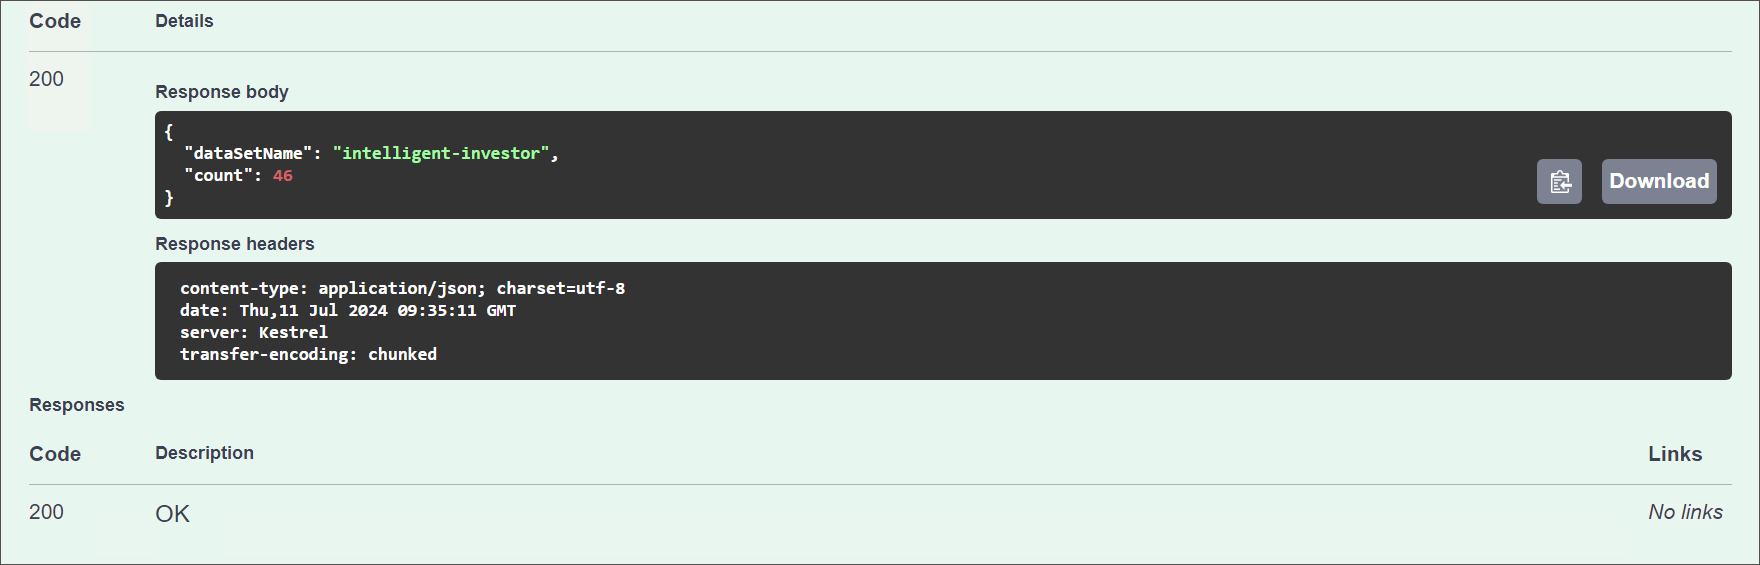 Code Details
200
Response body
{
  "dataSetName": "intelligent-investor",
  "count": 46
}
Download
Response headers
content-type: application/json; charset=utf-8
date: Thu,11 Jul 2024 09:35:11 GMT
server: Kestrel
transfer-encoding: chunked
Responses
Code Description Links
200 OK No links